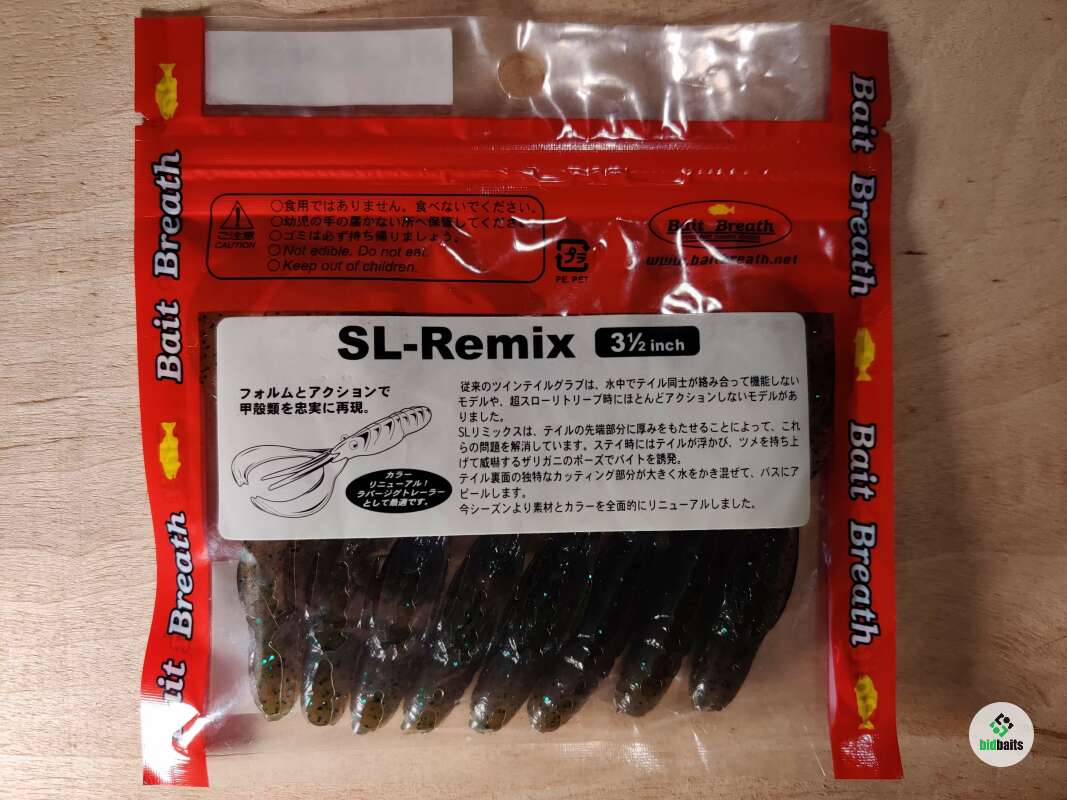 Bait Breath
Bait Breath
Bait Breath
ait Breath
ご注意
CAUTION
○食用ではありません。食べないでください。
○幼児の手の届かない所へ保管してください。
○ゴミは必ず持ち帰りましょう。
○Not edible. Do not eat.
○Keep out of children.
プラ
PE. PET
Bait Breath
www.baitbreath.net
SL-Remix 3½ inch
フォルムとアクションで
甲殻類を忠実に再現。
カラー
リニューアル!
ラバージグトレーラー
として最適です。
従来のツインテイルグラブは、水中でテイル同士が絡み合って機能しない
モデルや、超スローリトリーブ時にほとんどアクションしないモデルがあ
りました。
SLリミックスは、テイルの先端部分に厚みをもたせることによって、これ
らの問題を解消しています。ステイ時にはテイルが浮かび、ツメを持ち上
げて威嚇するザリガニのポーズでバイトを誘発。
テイル裏面の独特なカッティング部分が大きく水をかき混ぜて、バスにア
ピールします。
今シーズンより素材とカラーを全面的にリニューアルしました。
bidbaits